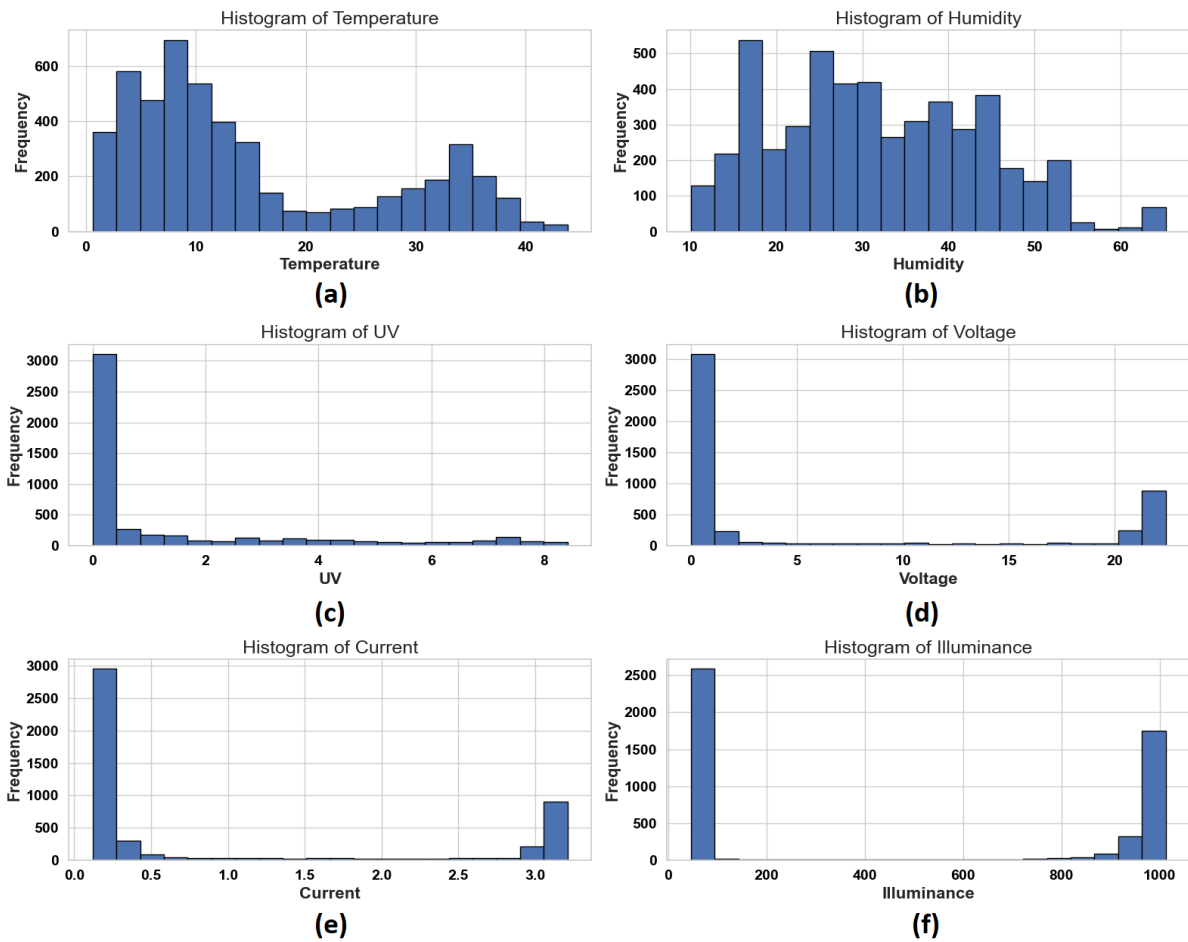 Histogram of Temperature
Frequency
600
400
200
0
0 10 20 30 40
Temperature
(a)
Histogram of Humidity
Frequency
500
400
300
200
100
0
10 20 30 40 50 60
Humidity
(b)
Histogram of UV
Frequency
3000
2500
2000
1500
1000
500
0
0 2 4 6 8
UV
(c)
Histogram of Voltage
Frequency
3000
2500
2000
1500
1000
500
0
0 5 10 15 20
Voltage
(d)
Histogram of Current
Frequency
3000
2500
2000
1500
1000
500
0
0.0 0.5 1.0 1.5 2.0 2.5 3.0
Current
(e)
Histogram of Illuminance
Frequency
2500
2000
1500
1000
500
0
0 200 400 600 800 1000
Illuminance
(f)